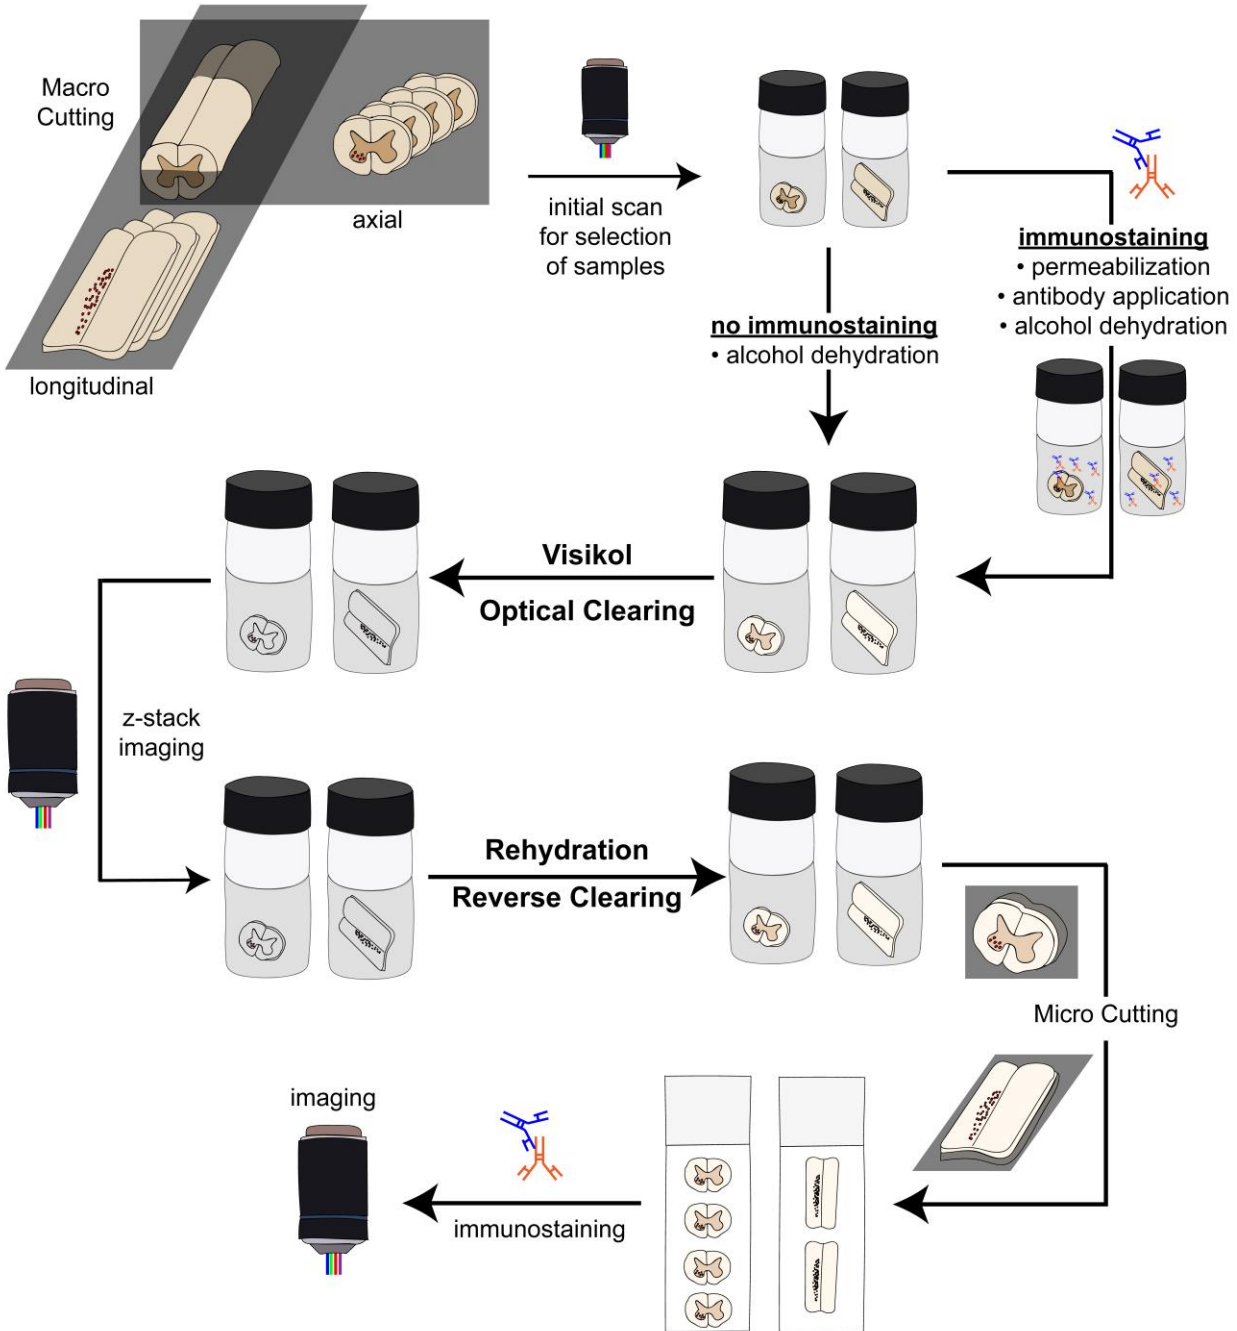 Macro
Cutting
axial
longitudinal
initial scan
for selection
of samples
immunostaining
• permeabilization
• antibody application
• alcohol dehydration
no immunostaining
• alcohol dehydration
Visikol
Optical Clearing
z-stack
imaging
Rehydration
Reverse Clearing
Micro Cutting
imaging
immunostaining